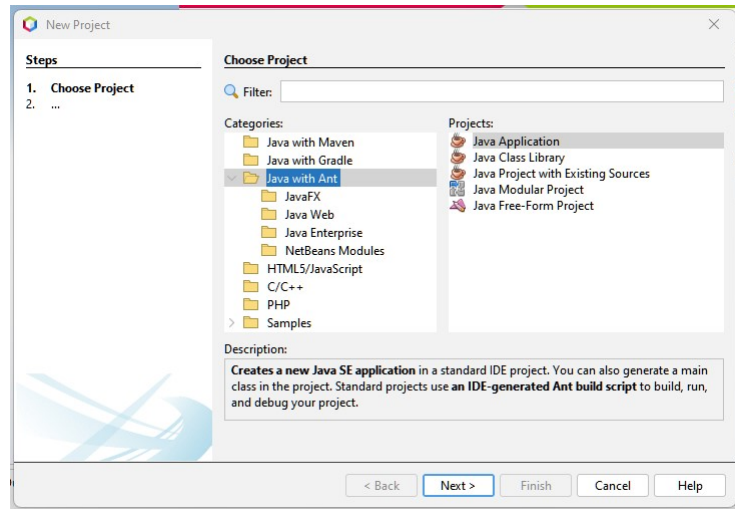 New Project
Steps
1. Choose Project
2. ...
Choose Project
Filter:
Categories:
Java with Maven
Java with Gradle
Java with Ant
JavaFX
Java Web
Java Enterprise
NetBeans Modules
HTML5/JavaScript
C/C++
PHP
Samples
Projects:
Java Application
Java Class Library
Java Project with Existing Sources
Java Modular Project
Java Free-Form Project
Description:
Creates a new Java SE application in a standard IDE project. You can also generate a main
class in the project. Standard projects use an IDE-generated Ant build script to build, run,
and debug your project.
< Back
Next >
Finish
Cancel
Help